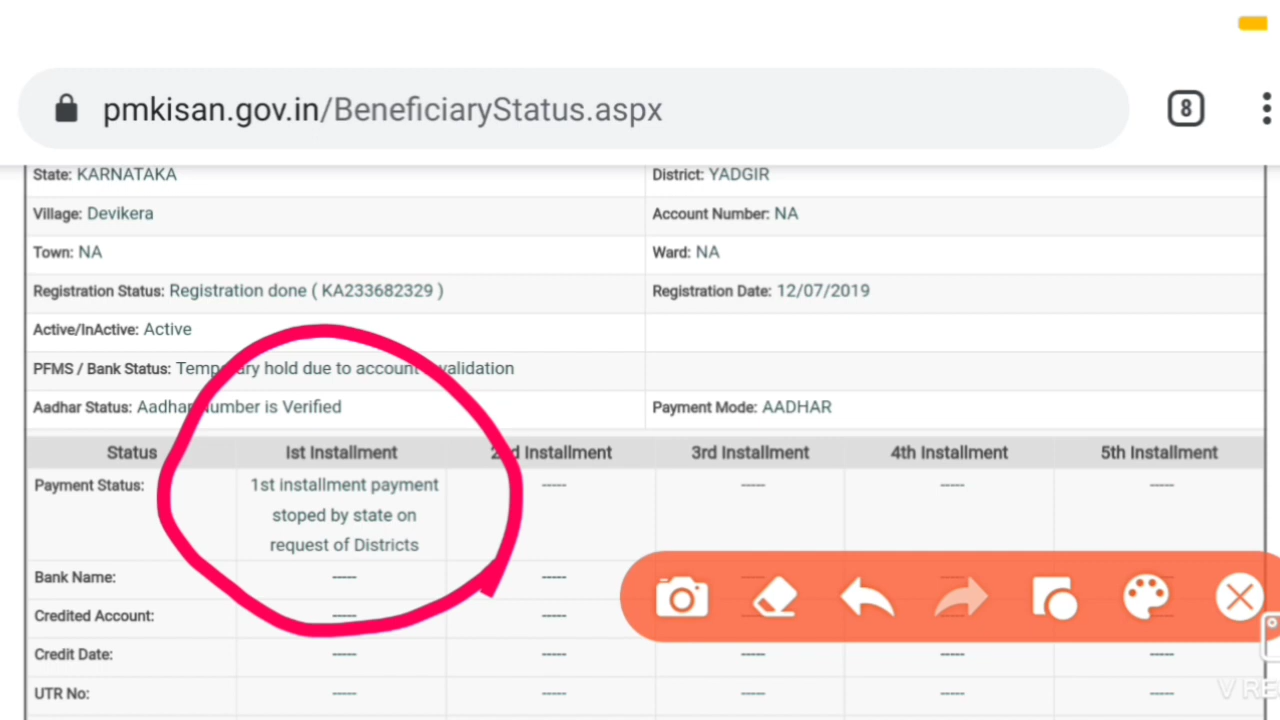 pmkisan.gov.in/BeneficiaryStatus.aspx
8
State: KARNATAKA District: YADGIR
Village: Devikera Account Number: NA
Town: NA Ward: NA
Registration Status: Registration done ( KA233682329 ) Registration Date: 12/07/2019
Active/InActive: Active
PFMS / Bank Status: Temporary hold due to account validation
Aadhar Status: Aadhar Number is Verified Payment Mode: AADHAR
Status Ist Installment 2nd Installment 3rd Installment 4th Installment 5th Installment
Payment Status: 1st installment payment ----- ----- ----- -----
stoped by state on
request of Districts
Bank Name: ----- -----
Credited Account: ----- -----
Credit Date: ----- ----- ----- ----- -----
UTR No: ----- ----- ----- ----- -----